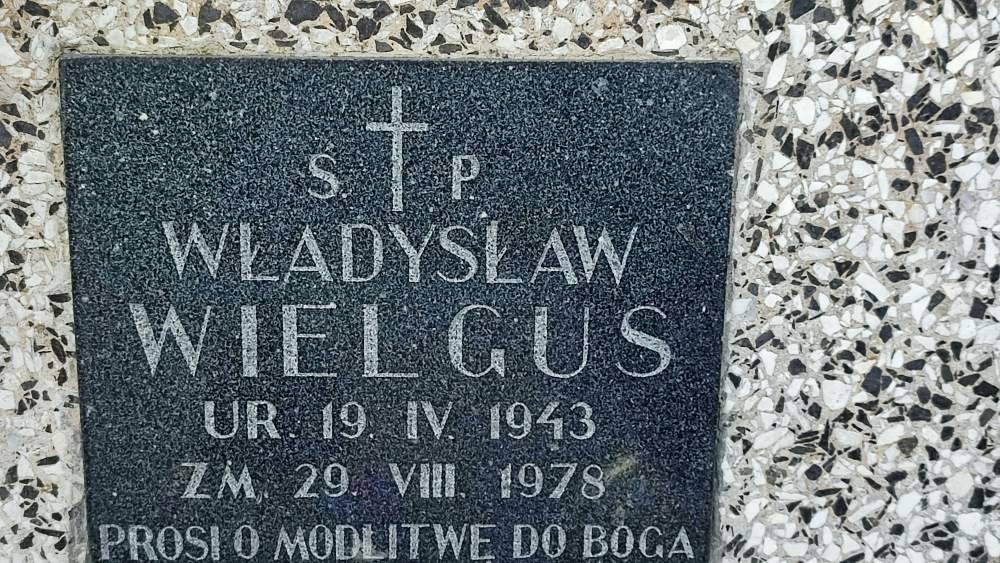 Ś. P.
WŁADYSŁAW
WIELGUS
UR. 19. IV. 1943
ZM. 29. VIII. 1978
PROSI O MODLITWĘ DO BOGA